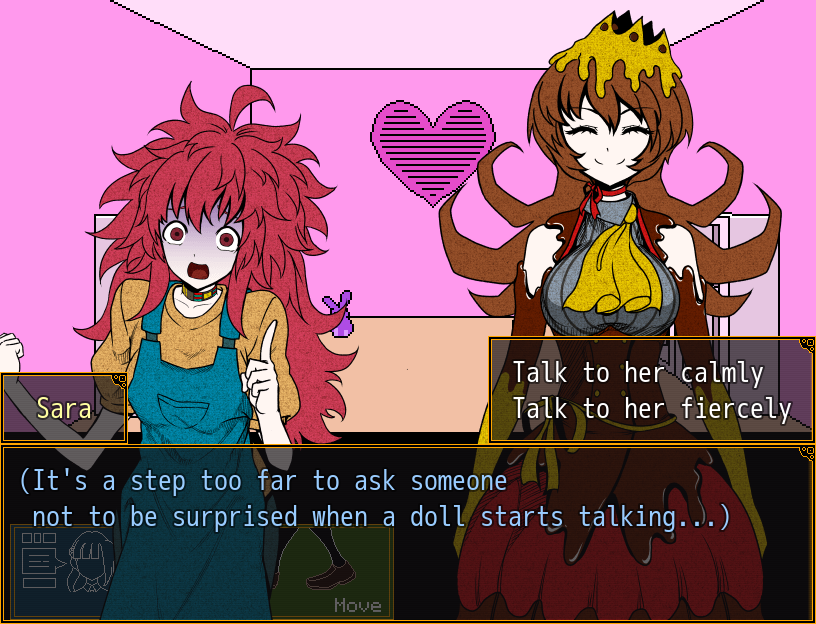 Talk to her calmly
Talk to her fiercely
Sara
(It's a step too far to ask someone
not to be surprised when a doll starts talking...)
Move